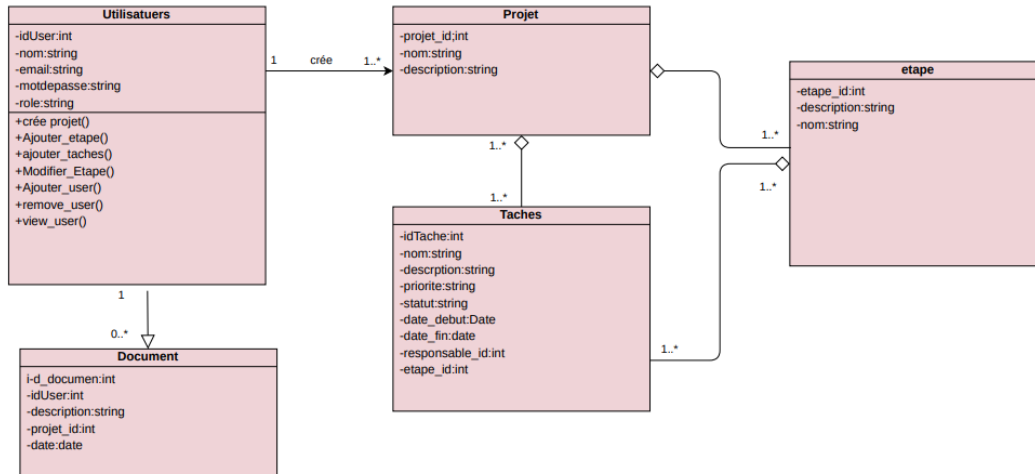 Utilisatuers
-idUser:int
-nom:string
-email:string
-motdepasse:string
-role:string
+crée projet()
+Ajouter_etape()
+ajouter_taches()
+Modifier_Etape()
+Ajouter_user()
+remove_user()
+view_user()
1
crée
1..*
Projet
-projet_id;int
-nom:string
-description:string
1..*
1..*
etape
-etape_id:int
-description:string
-nom:string
1..*
1..*
Taches
-idTache:int
-nom:string
-descrption:string
-priorite:string
-statut:string
-date_debut:Date
-date_fin:date
-responsable_id:int
-etape_id:int
1..*
1
0..*
Document
i-d_documen:int
-idUser:int
-description:string
-projet_id:int
-date:date